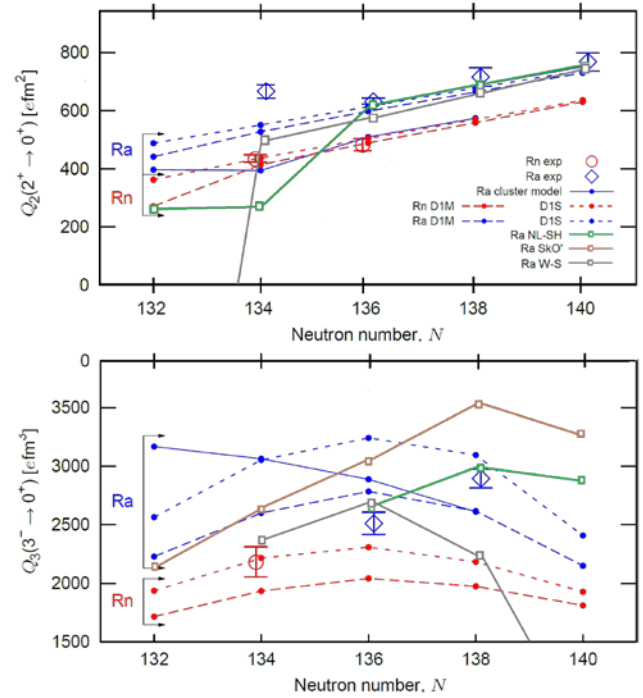 Q₂(2⁺ → 0⁺) [efm²]
800
600
400
200
0
Ra
Rn
Rn exp
Ra exp
Ra cluster model
Rn D1M D1S
Ra D1M D1S
Ra NL-SH
Ra SkO'
Ra W-S
132 134 136 138 140
Neutron number, N
Q₃(3⁻ → 0⁺) [efm³]
0
3500
3000
2500
2000
1500
Ra
Rn
132 134 136 138 140
Neutron number, N